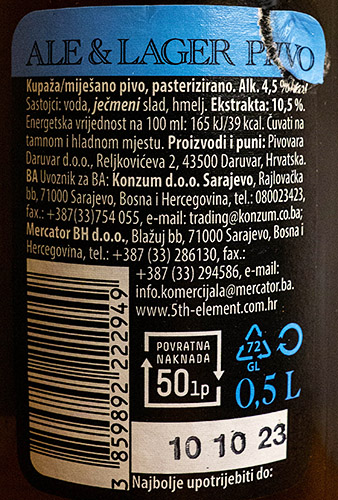 ALE & LAGER PIVO
Kupaža/miješano pivo, pasterizirano. Alk. 4,5 %
Sastojci: voda, ječmeni slad, hmelj. Ekstrakta: 10,5 %.
Energetska vrijednost na 100 ml: 165 kJ/39 kcal. Čuvati na
tamnom i hladnom mjestu. Proizvodi i puni: Pivovara
Daruvar d.o.o., Reljkovićeva 2, 43500 Daruvar, Hrvatska.
BA Uvoznik za BA: Konzum d.o.o. Sarajevo, Rajlovačka
bb, 71000 Sarajevo, Bosna i Hercegovina, tel.: 080023423,
fax.: +387(33)754 055, e-mail: trading@konzum.co.ba;
Mercator BH d.o.o., Blažuj bb, 71000 Sarajevo, Bosna i
Hercegovina, tel.: +387 (33) 286130, fax.:
+387 (33) 294586, e-mail:
info.komercijala@mercator.ba.
www.5th-element.com.hr
POVRATNA
NAKNADA
50lp
72
GL
0,5 L
3 859892 222949
10 10 23
Najbolje upotrijebiti do: